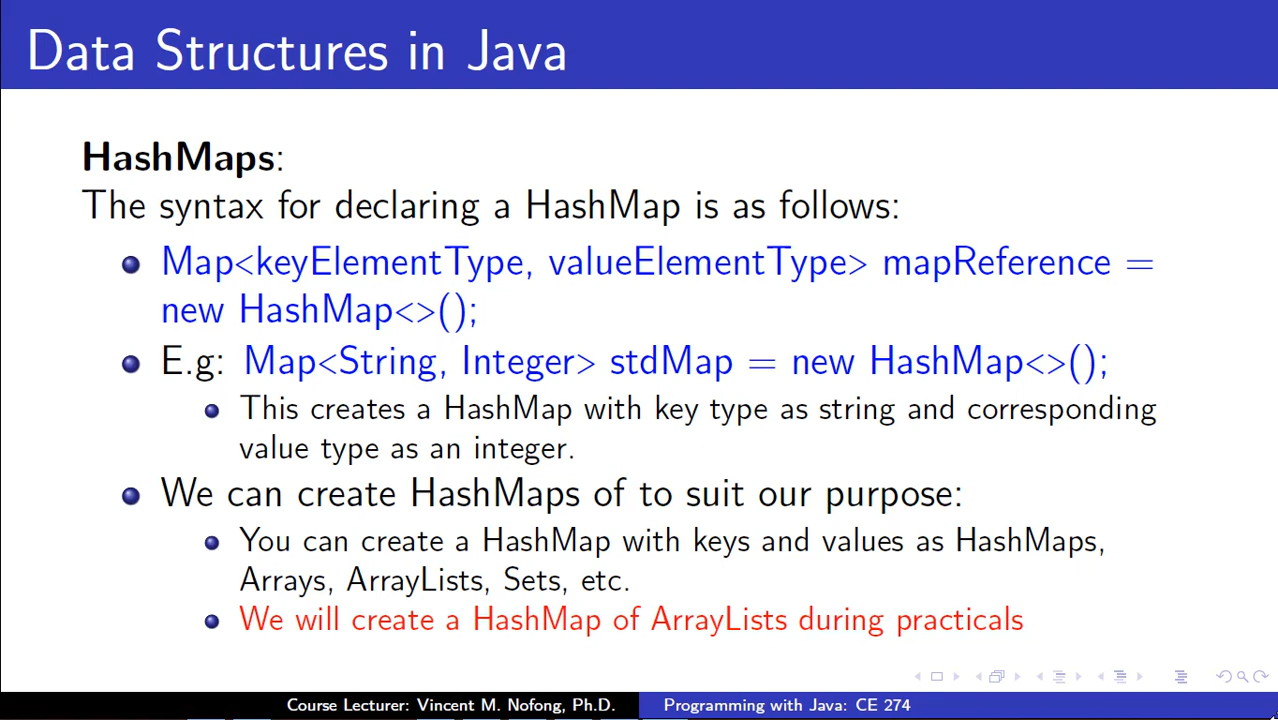 Data Structures in Java
HashMaps:
The syntax for declaring a HashMap is as follows:
Map<keyElementType, valueElementType> mapReference =
new HashMap<>();
E.g: Map<String, Integer> stdMap = new HashMap<>();
This creates a HashMap with key type as string and corresponding
value type as an integer.
We can create HashMaps of to suit our purpose:
You can create a HashMap with keys and values as HashMaps,
Arrays, ArrayLists, Sets, etc.
We will create a HashMap of ArrayLists during practicals
Course Lecturer: Vincent M. Nofong, Ph.D. Programming with Java: CE 274